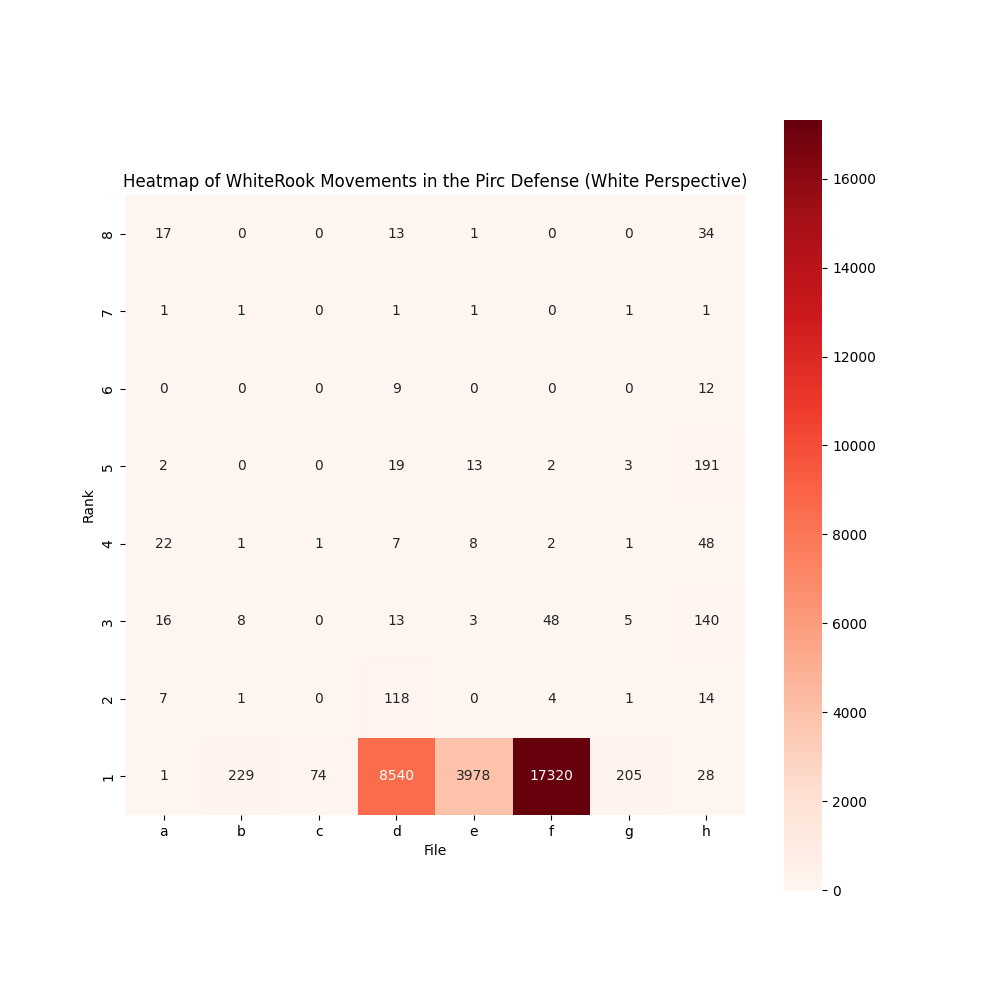 Heatmap of WhiteRook Movements in the Pirc Defense (White Perspective)
8 17 0 0 13 1 0 0 34
7 1 1 0 1 1 0 1 1
6 0 0 0 9 0 0 0 12
5 2 0 0 19 13 2 3 191
Rank
4 22 1 1 7 8 2 1 48
3 16 8 0 13 3 48 5 140
2 7 1 0 118 0 4 1 14
1 1 229 74 8540 3978 17320 205 28
a b c d e f g h
File
16000
14000
12000
10000
8000
6000
4000
2000
0